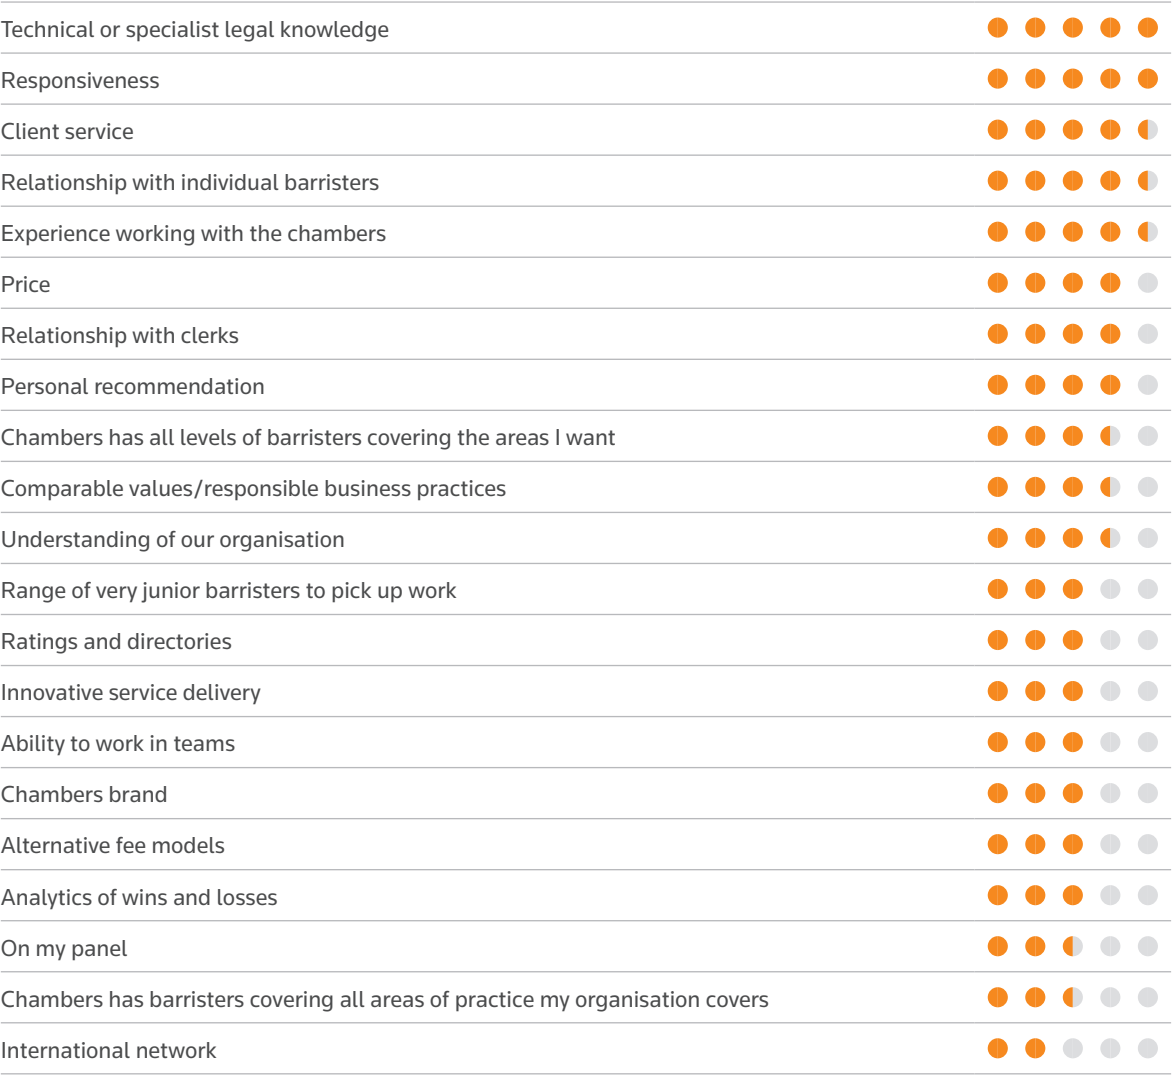 Technical or specialist legal knowledge
Responsiveness
Client service
Relationship with individual barristers
Experience working with the chambers
Price
Relationship with clerks
Personal recommendation
Chambers has all levels of barristers covering the areas I want
Comparable values/responsible business practices
Understanding of our organisation
Range of very junior barristers to pick up work
Ratings and directories
Innovative service delivery
Ability to work in teams
Chambers brand
Alternative fee models
Analytics of wins and losses
On my panel
Chambers has barristers covering all areas of practice my organisation covers
International network